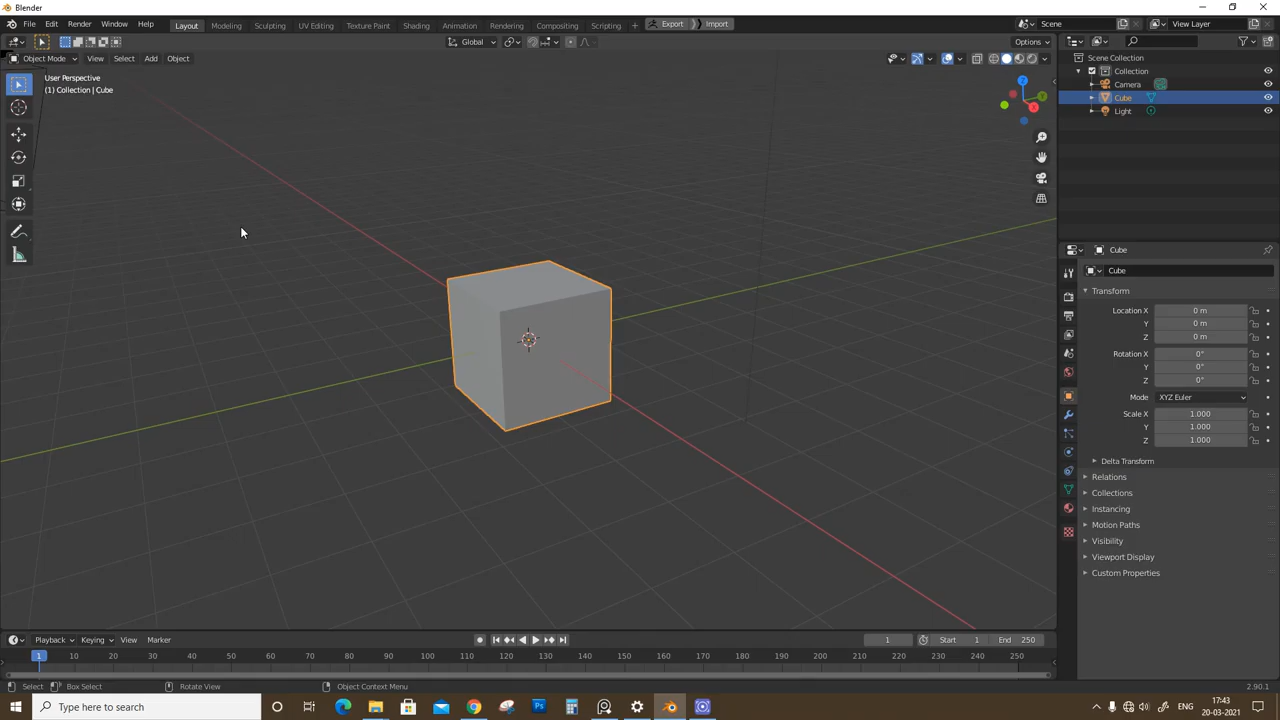 Blender
File Edit Render Window Help Layout Modeling Sculpting UV Editing Texture Paint Shading Animation Rendering Compositing Scripting + Export Import Scene View Layer
Global Options
Object Mode View Select Add Object
User Perspective
(1) Collection | Cube
Scene Collection
Collection
Camera
Cube
Light
Cube
Cube
Transform
Location X 0 m
Y 0 m
Z 0 m
Rotation X 0°
Y 0°
Z 0°
Mode XYZ Euler
Scale X 1.000
Y 1.000
Z 1.000
Delta Transform
Relations
Collections
Instancing
Motion Paths
Visibility
Viewport Display
Custom Properties
Playback Keying View Marker 1 Start 1 End 250
1 10 20 30 40 50 60 70 80 90 100 110 120 130 140 150 160 170 180 190 200 210 220 230 240 250
Select Box Select Rotate View Object Context Menu 2.90.1
Type here to search Ps ENG 17:43
20-03-2021